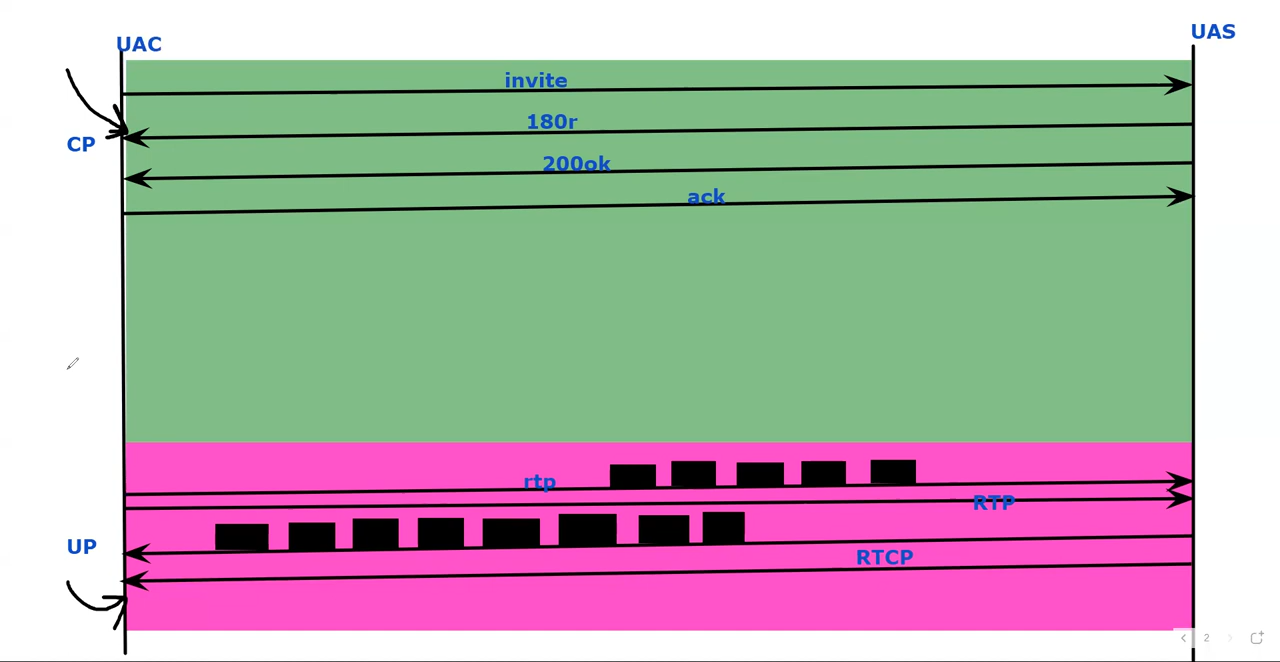 UAC
UAS
invite
180r
CP
200ok
ack
rtp
RTP
UP
RTCP
2